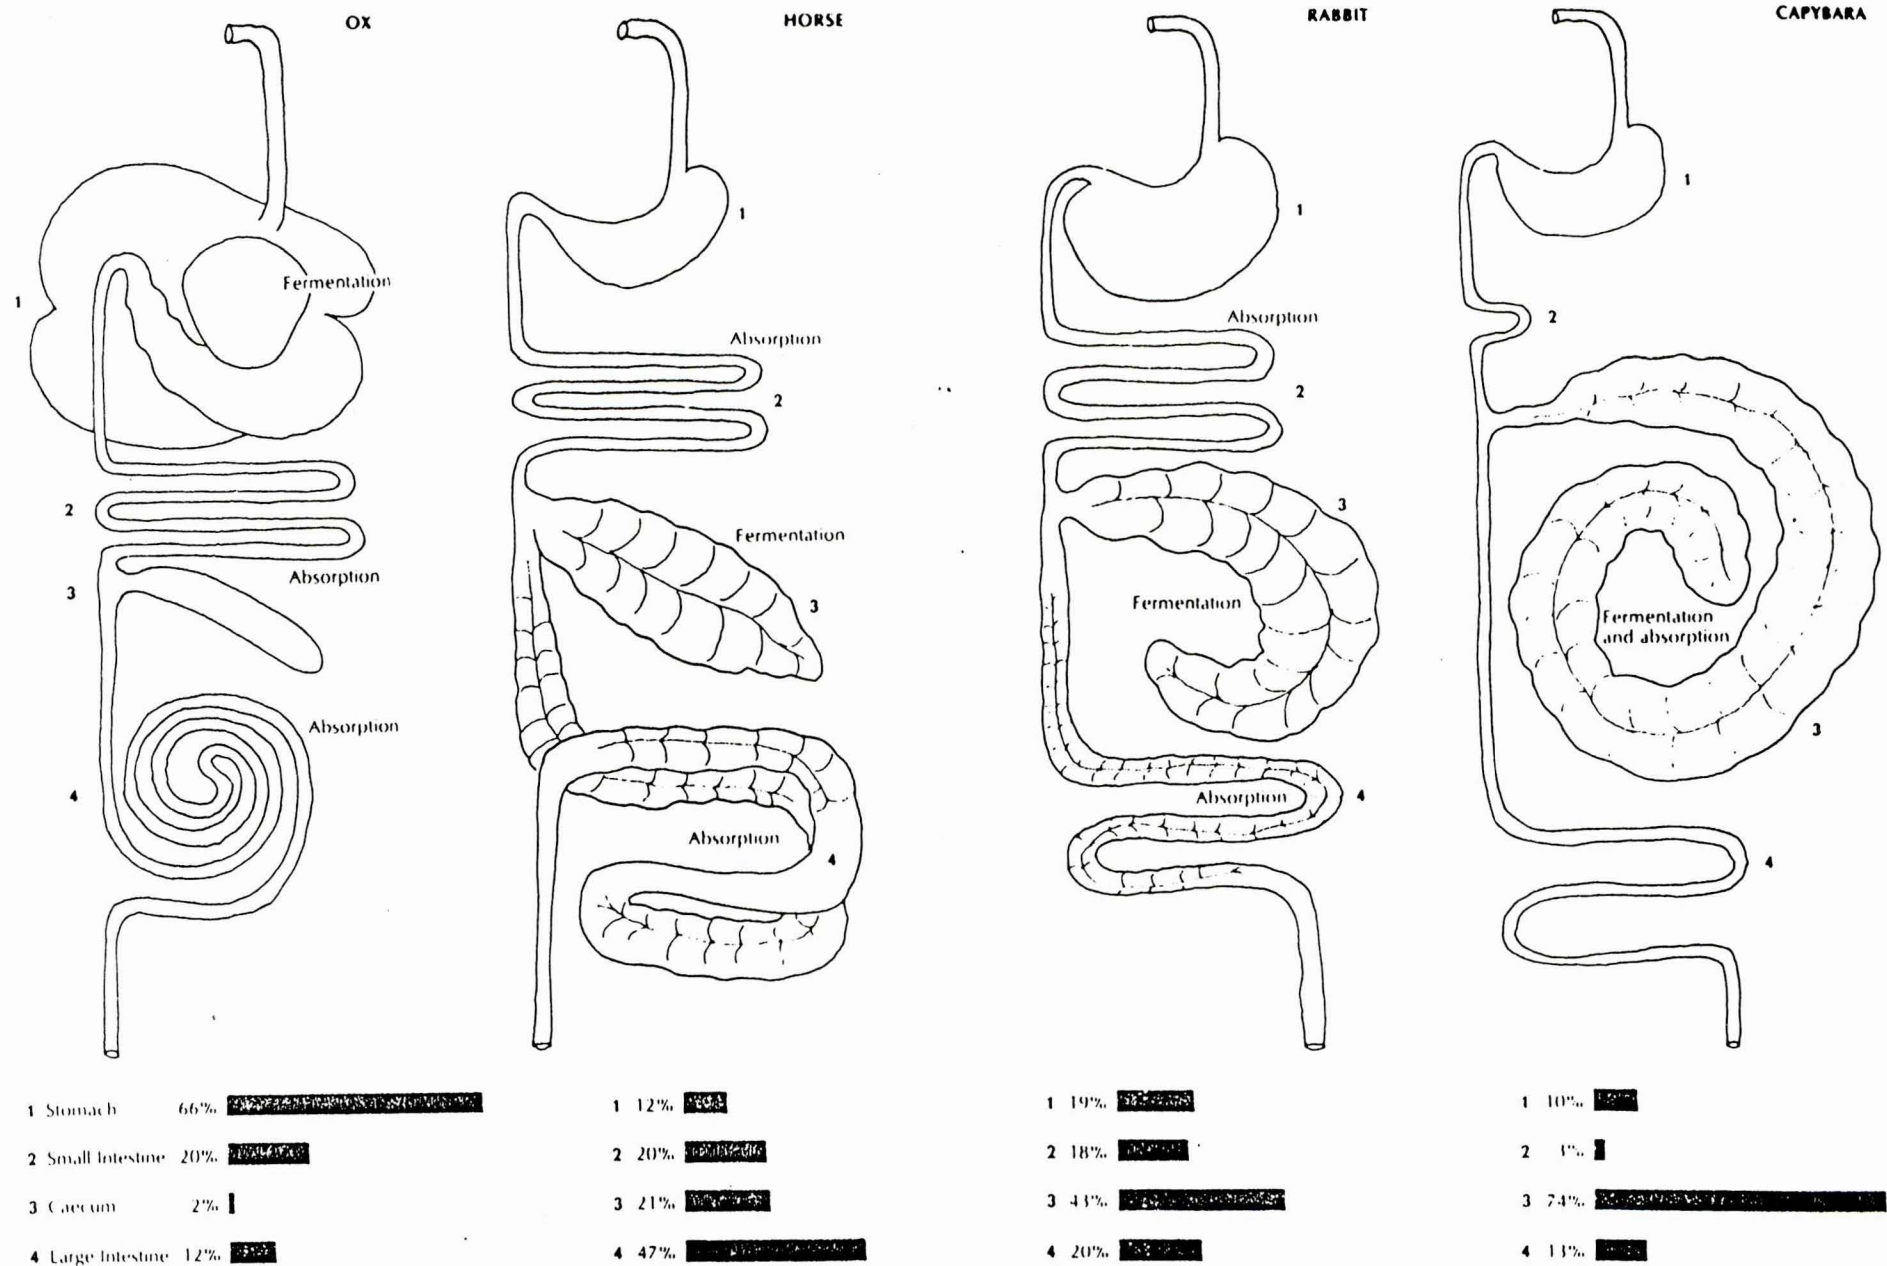 OX
1
Fermentation
2
3
Absorption
Absorption
4
1 Stomach 66%
2 Small Intestine 20%
3 Caecum 2%
4 Large Intestine 12%
HORSE
1
Absorption
2
Fermentation
3
Absorption
4
1 12%
2 20%
3 21%
4 47%
RABBIT
1
Absorption
2
3
Fermentation
Absorption
4
1 19%
2 18%
3 43%
4 20%
CAPYBARA
1
2
Fermentation
and absorption
3
4
1 10%
2 3%
3 74%
4 13%